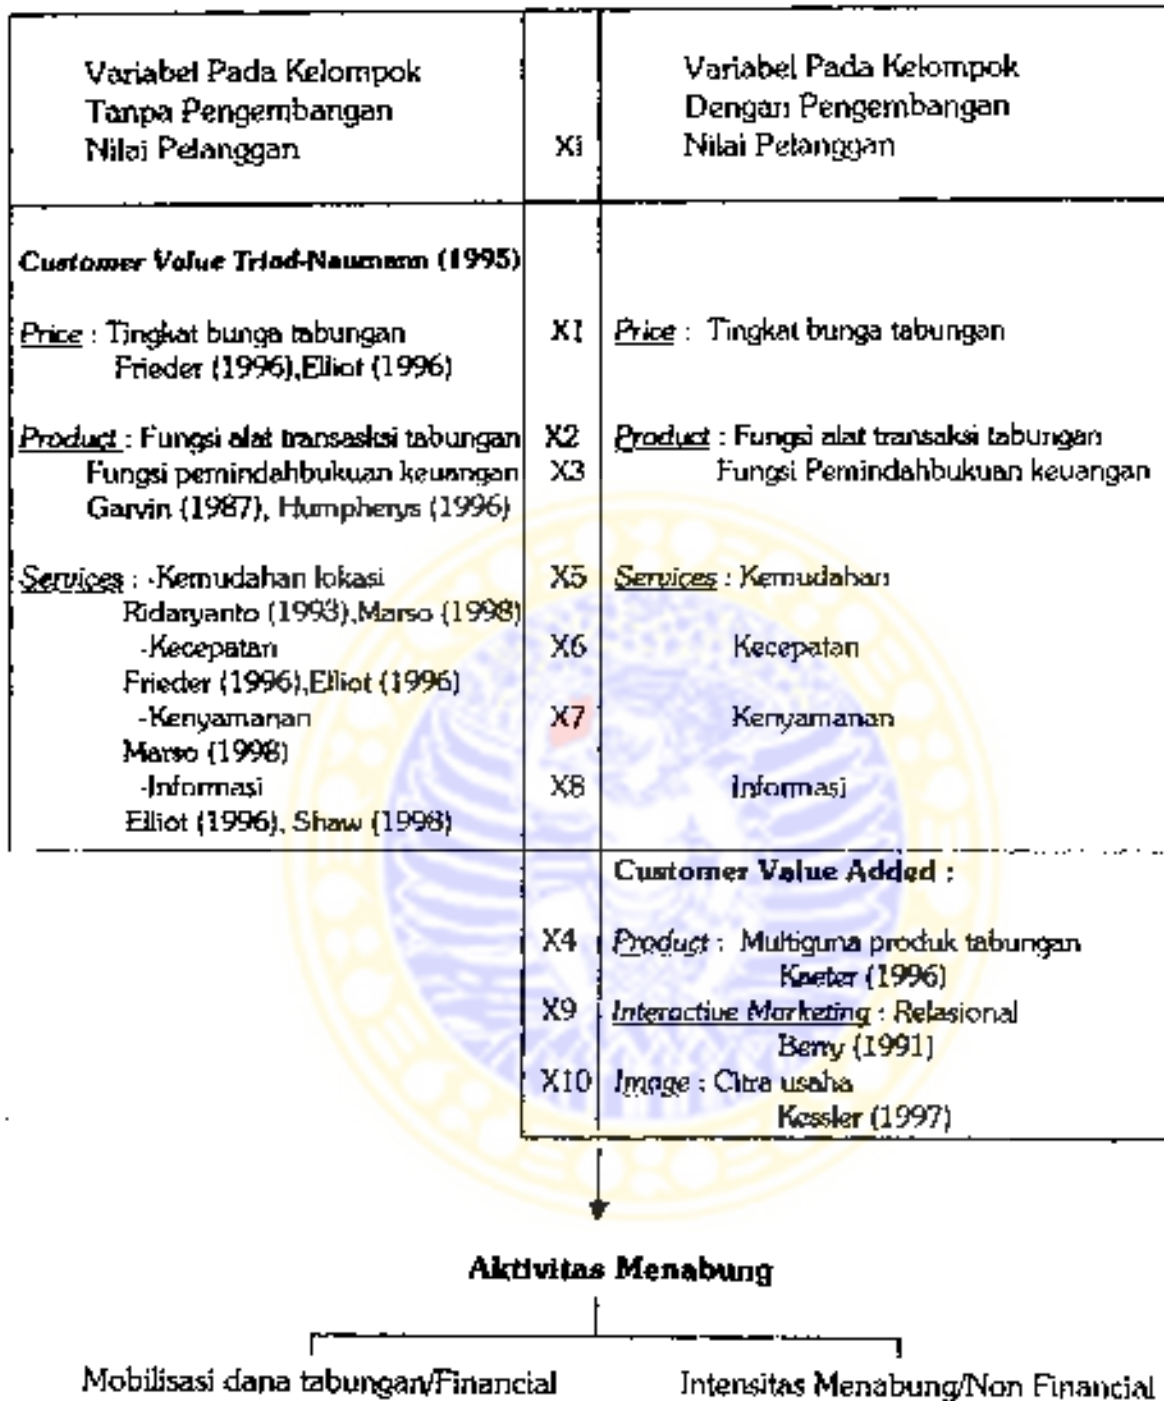 Variabel Pada Kelompok
Tanpa Pengembangan
Nilai Pelanggan
Xi
Variabel Pada Kelompok
Dengan Pengembangan
Nilai Pelanggan
Customer Value Triad-Naumann (1995)
Price : Tingkat bunga tabungan
Frieder (1996),Elliot (1996)
X1
Price : Tingkat bunga tabungan
Product : Fungsi alat transaski tabungan
Fungsi pemindahbukuan keuangan
Garvin (1987), Humpherys (1996)
X2
X3
Product : Fungsi alat transaksi tabungan
Fungsi Pemindahbukuan keuangan
Services : -Kemudahan lokasi
Ridaryanto (1993),Marso (1998)
-Kecepatan
Frieder (1996),Elliot (1996)
-Kenyamanan
Marso (1998)
-Informasi
Elliot (1996), Shaw (1998)
X5
X6
X7
X8
Services : Kemudahan
Kecepatan
Kenyamanan
Informasi
Customer Value Added :
X4 Product : Multiguna produk tabungan
(1996)
X9 Interactive Marketing : Relasional
Berry (1991)
X10 Image : Citra usaha
Kessler (1997)
Aktivitas Menabung
Mobilisasi dana tabungan/Financial
Intensitas Menabung/Non Financial